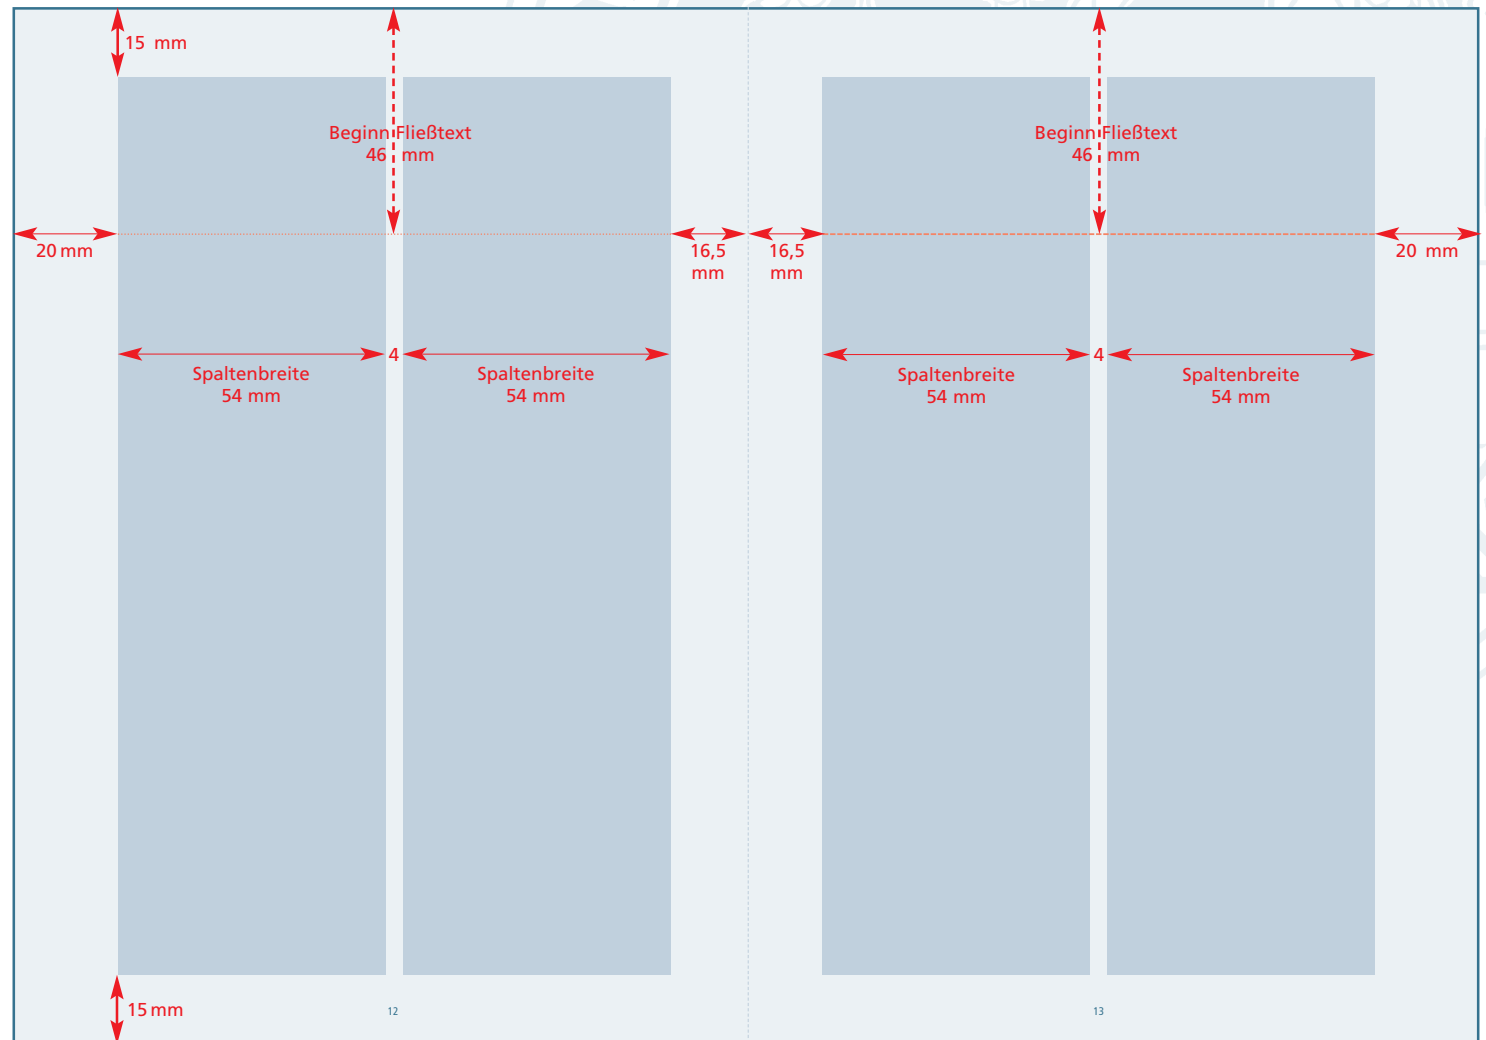 15 mm
Beginn Fließtext
46 mm
20 mm
16,5
mm
4
Spaltenbreite
54 mm
Spaltenbreite
54 mm
15 mm
12
Beginn Fließtext
46 mm
16,5
mm
20 mm
4
Spaltenbreite
54 mm
Spaltenbreite
54 mm
13